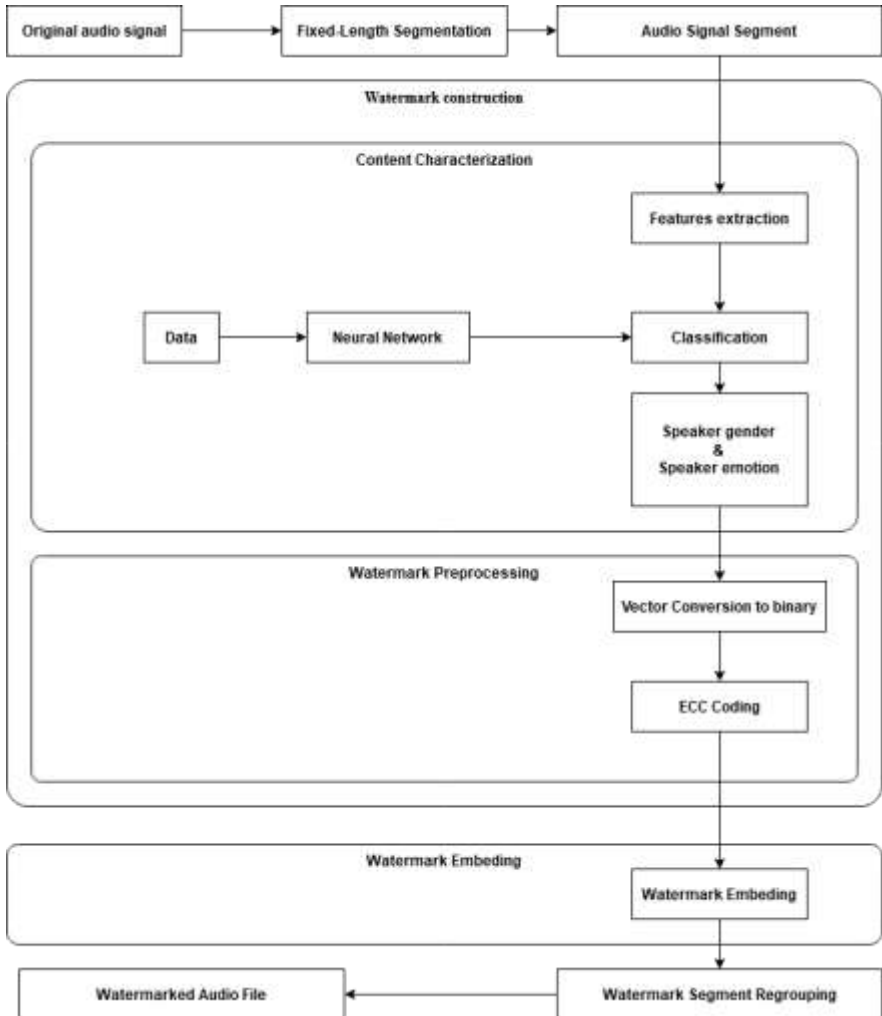 Original audio signal
Fixed-Length Segmentation
Audio Signal Segment
Watermark construction
Content Characterization
Features extraction
Data
Neural Network
Classification
Speaker gender
&
Speaker emotion
Watermark Preprocessing
Vector Conversion to binary
ECC Coding
Watermark Embeding
Watermark Embeding
Watermarked Audio File
Watermark Segment Regrouping